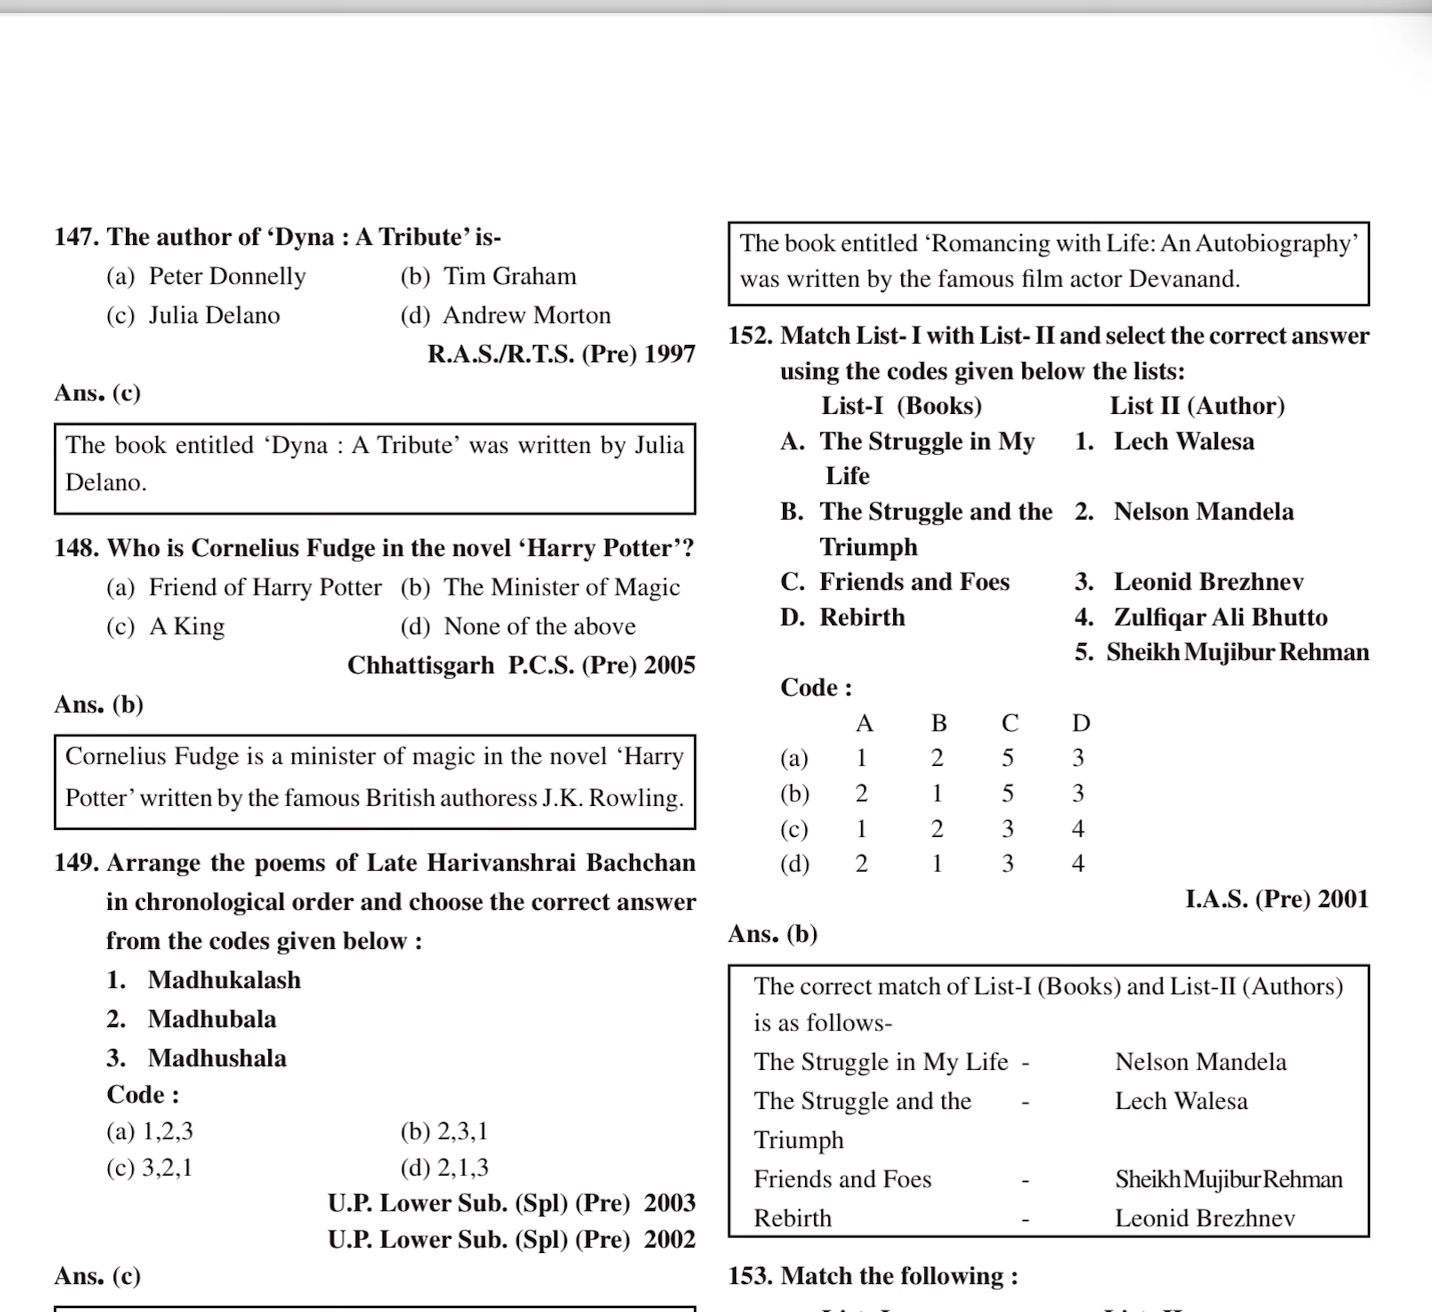 147. The author of ‘Dyna : A Tribute’ is-
(a) Peter Donnelly (b) Tim Graham
(c) Julia Delano (d) Andrew Morton
R.A.S./R.T.S. (Pre) 1997
Ans. (c)
The book entitled ‘Dyna : A Tribute’ was written by Julia
Delano.
148. Who is Cornelius Fudge in the novel ‘Harry Potter’?
(a) Friend of Harry Potter (b) The Minister of Magic
(c) A King (d) None of the above
Chhattisgarh P.C.S. (Pre) 2005
Ans. (b)
Cornelius Fudge is a minister of magic in the novel ‘Harry
Potter’ written by the famous British authoress J.K. Rowling.
149. Arrange the poems of Late Harivanshrai Bachchan
in chronological order and choose the correct answer
from the codes given below :
1. Madhukalash
2. Madhubala
3. Madhushala
Code :
(a) 1,2,3 (b) 2,3,1
(c) 3,2,1 (d) 2,1,3
U.P. Lower Sub. (Spl) (Pre) 2003
U.P. Lower Sub. (Spl) (Pre) 2002
Ans. (c)
The book entitled ‘Romancing with Life: An Autobiography’
was written by the famous film actor Devanand.
152. Match List- I with List- II and select the correct answer
using the codes given below the lists:
List-I (Books) List II (Author)
A. The Struggle in My 1. Lech Walesa
Life
B. The Struggle and the 2. Nelson Mandela
Triumph
C. Friends and Foes 3. Leonid Brezhnev
D. Rebirth 4. Zulfiqar Ali Bhutto
5. Sheikh Mujibur Rehman
Code :
A B C D
(a) 1 2 5 3
(b) 2 1 5 3
(c) 1 2 3 4
(d) 2 1 3 4
I.A.S. (Pre) 2001
Ans. (b)
The correct match of List-I (Books) and List-II (Authors)
is as follows-
The Struggle in My Life - Nelson Mandela
The Struggle and the - Lech Walesa
Triumph
Friends and Foes - Sheikh Mujibur Rehman
Rebirth - Leonid Brezhnev
153. Match the following :